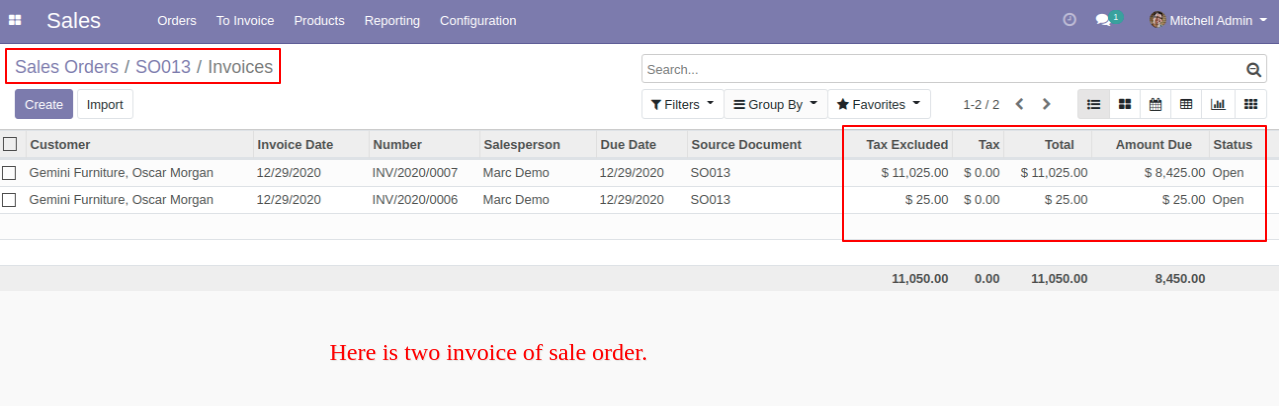 Sales Orders To Invoice Products Reporting Configuration 1 Mitchell Admin
Sales Orders / SO013 / Invoices Search...
Create Import Filters Group By Favorites 1-2 / 2
Customer Invoice Date Number Salesperson Due Date Source Document Tax Excluded Tax Total Amount Due Status
Gemini Furniture, Oscar Morgan 12/29/2020 INV/2020/0007 Marc Demo 12/29/2020 SO013 $ 11,025.00 $ 0.00 $ 11,025.00 $ 8,425.00 Open
Gemini Furniture, Oscar Morgan 12/29/2020 INV/2020/0006 Marc Demo 12/29/2020 SO013 $ 25.00 $ 0.00 $ 25.00 $ 25.00 Open
11,050.00 0.00 11,050.00 8,450.00
Here is two invoice of sale order.